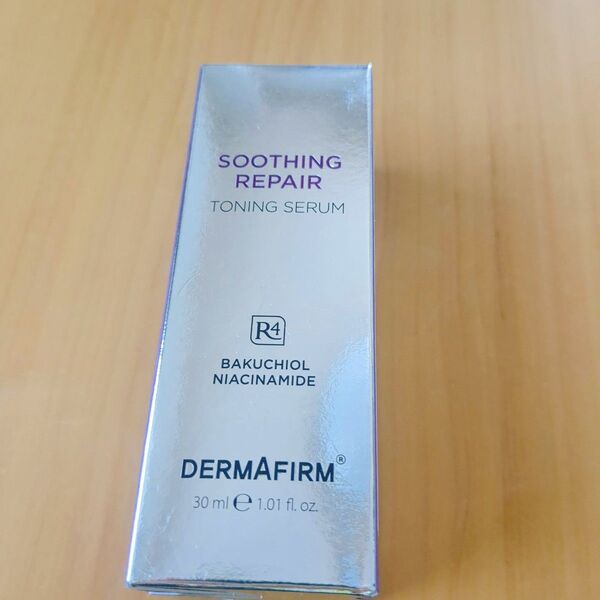 SOOTHING
REPAIR
TONING SERUM
R4
BAKUCHIOL
NIACINAMIDE
DERMAFIRM®
30 ml ℮ 1.01 fl. oz.